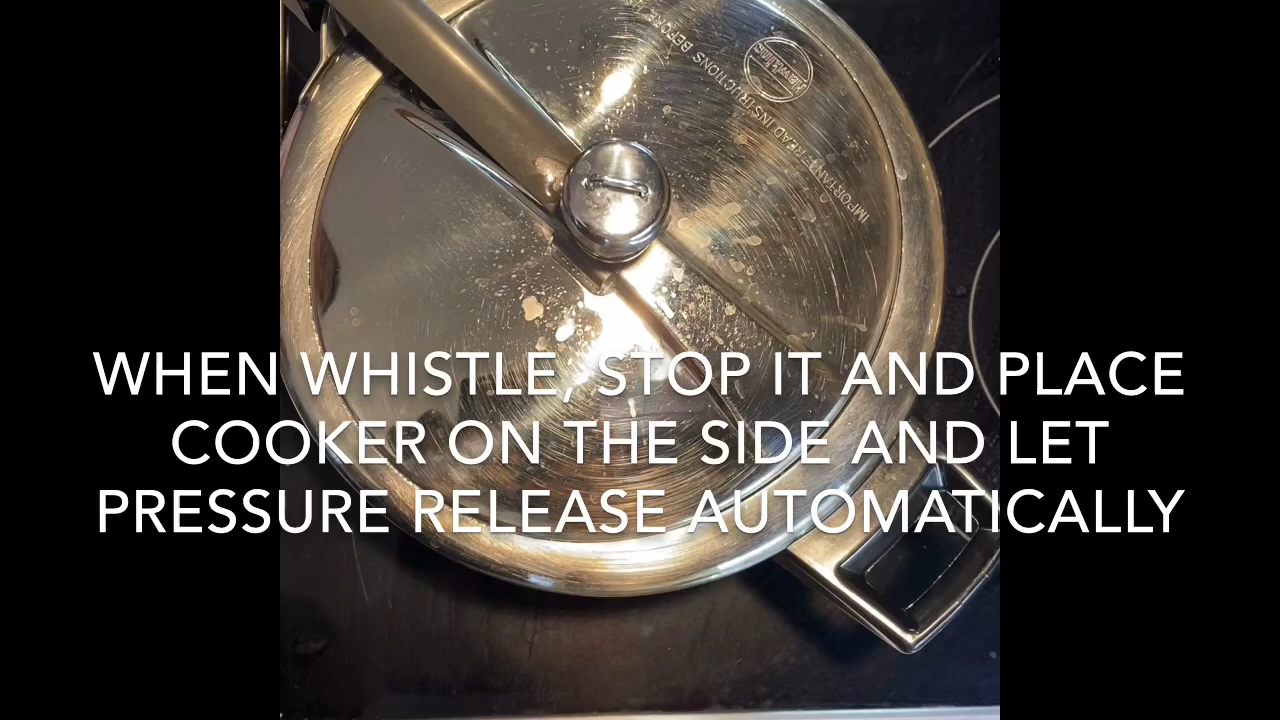 WHEN WHISTLE, STOP IT AND PLACE
COOKER ON THE SIDE AND LET
PRESSURE RELEASE AUTOMATICALLY
Hawkins
IMPORTANT-READ INSTRUCTIONS BEFORE